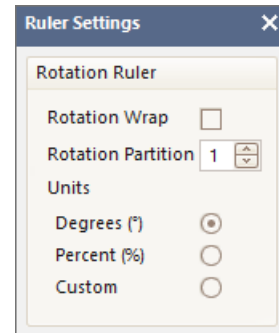 Ruler Settings
Rotation Ruler
Rotation Wrap
Rotation Partition 1
Units
Degrees (°)
Percent (%)
Custom